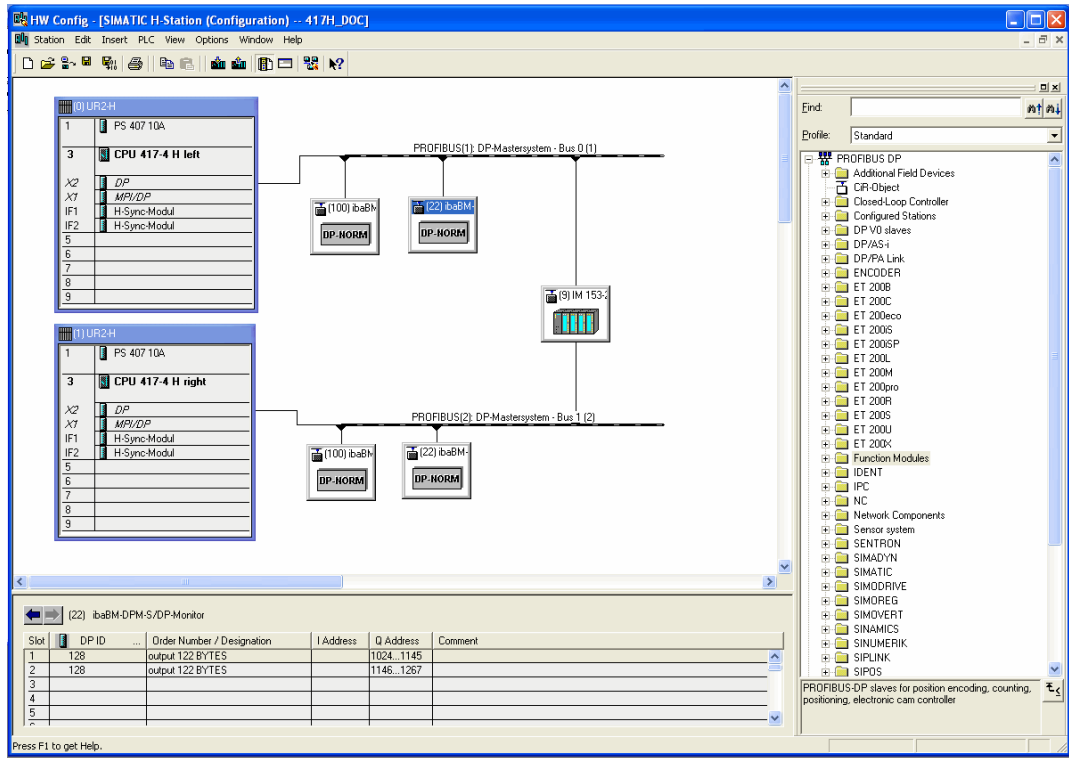 HW Config - [SIMATIC H-Station (Configuration) -- 417H_DOC]
Station Edit Insert PLC View Options Window Help
(0) UR2-H
1 PS 407 10A
3 CPU 417-4 H left
X2 DP
X1 MPI/DP
IF1 H-Sync-Modul
IF2 H-Sync-Modul
5
6
7
8
9
PROFIBUS(1): DP-Mastersystem - Bus 0 (1)
(100) ibaBM
DP-NORM
(22) ibaBM-
DP-NORM
(9) IM 153-2
(1) UR2-H
1 PS 407 10A
3 CPU 417-4 H right
X2 DP
X1 MPI/DP
IF1 H-Sync-Modul
IF2 H-Sync-Modul
5
6
7
8
9
PROFIBUS(2): DP-Mastersystem - Bus 1 (2)
(100) ibaBM
DP-NORM
(22) ibaBM-
DP-NORM
(22) ibaBM-DPM-S/DP-Monitor
Slot DP ID ... Order Number / Designation I Address Q Address Comment
1 128 output 122 BYTES 1024...1145
2 128 output 122 BYTES 1146...1267
3
4
5
Find:
Profile: Standard
PROFIBUS DP
Additional Field Devices
CiR-Object
Closed-Loop Controller
Configured Stations
DP V0 slaves
DP/AS-i
DP/PA Link
ENCODER
ET 200B
ET 200C
ET 200eco
ET 200iS
ET 200iSP
ET 200L
ET 200M
ET 200pro
ET 200R
ET 200S
ET 200U
ET 200X
Function Modules
IDENT
IPC
NC
Network Components
Sensor system
SENTRON
SIMADYN
SIMATIC
SIMODRIVE
SIMOREG
SIMOVERT
SINAMICS
SINUMERIK
SIPLINK
SIPOS
PROFIBUS-DP slaves for position encoding, counting,
positioning, electronic cam controller
Press F1 to get Help.